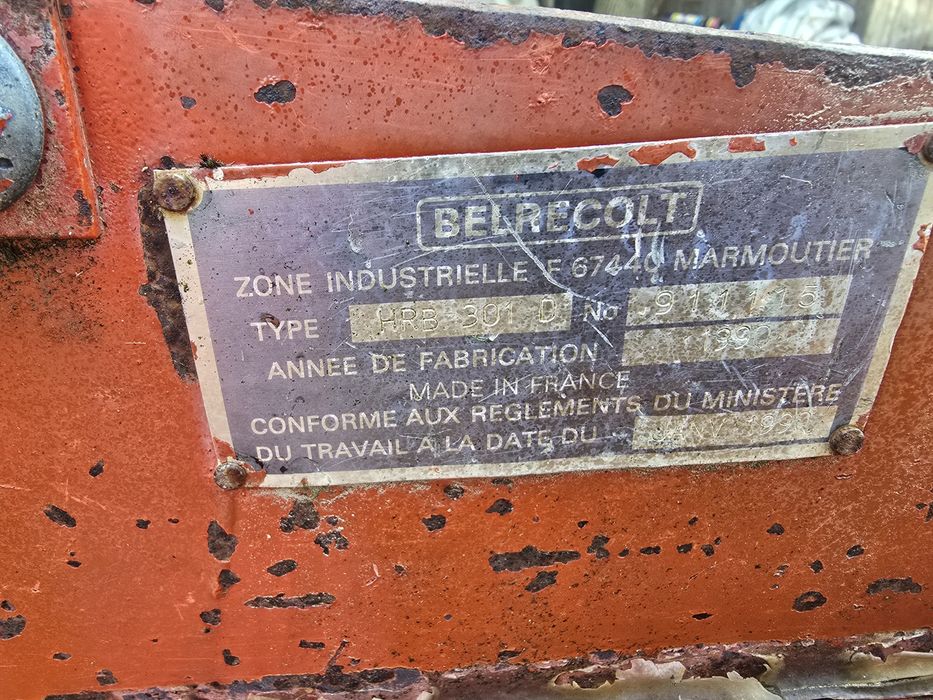 BELRECOLT
ZONE INDUSTRIELLE F 67440 MARMOUTIER
TYPE HRB 301 D No 911115
ANNEE DE FABRICATION 1990
MADE IN FRANCE
CONFORME AUX REGLEMENTS DU MINISTERE
DU TRAVAIL A LA DATE DU